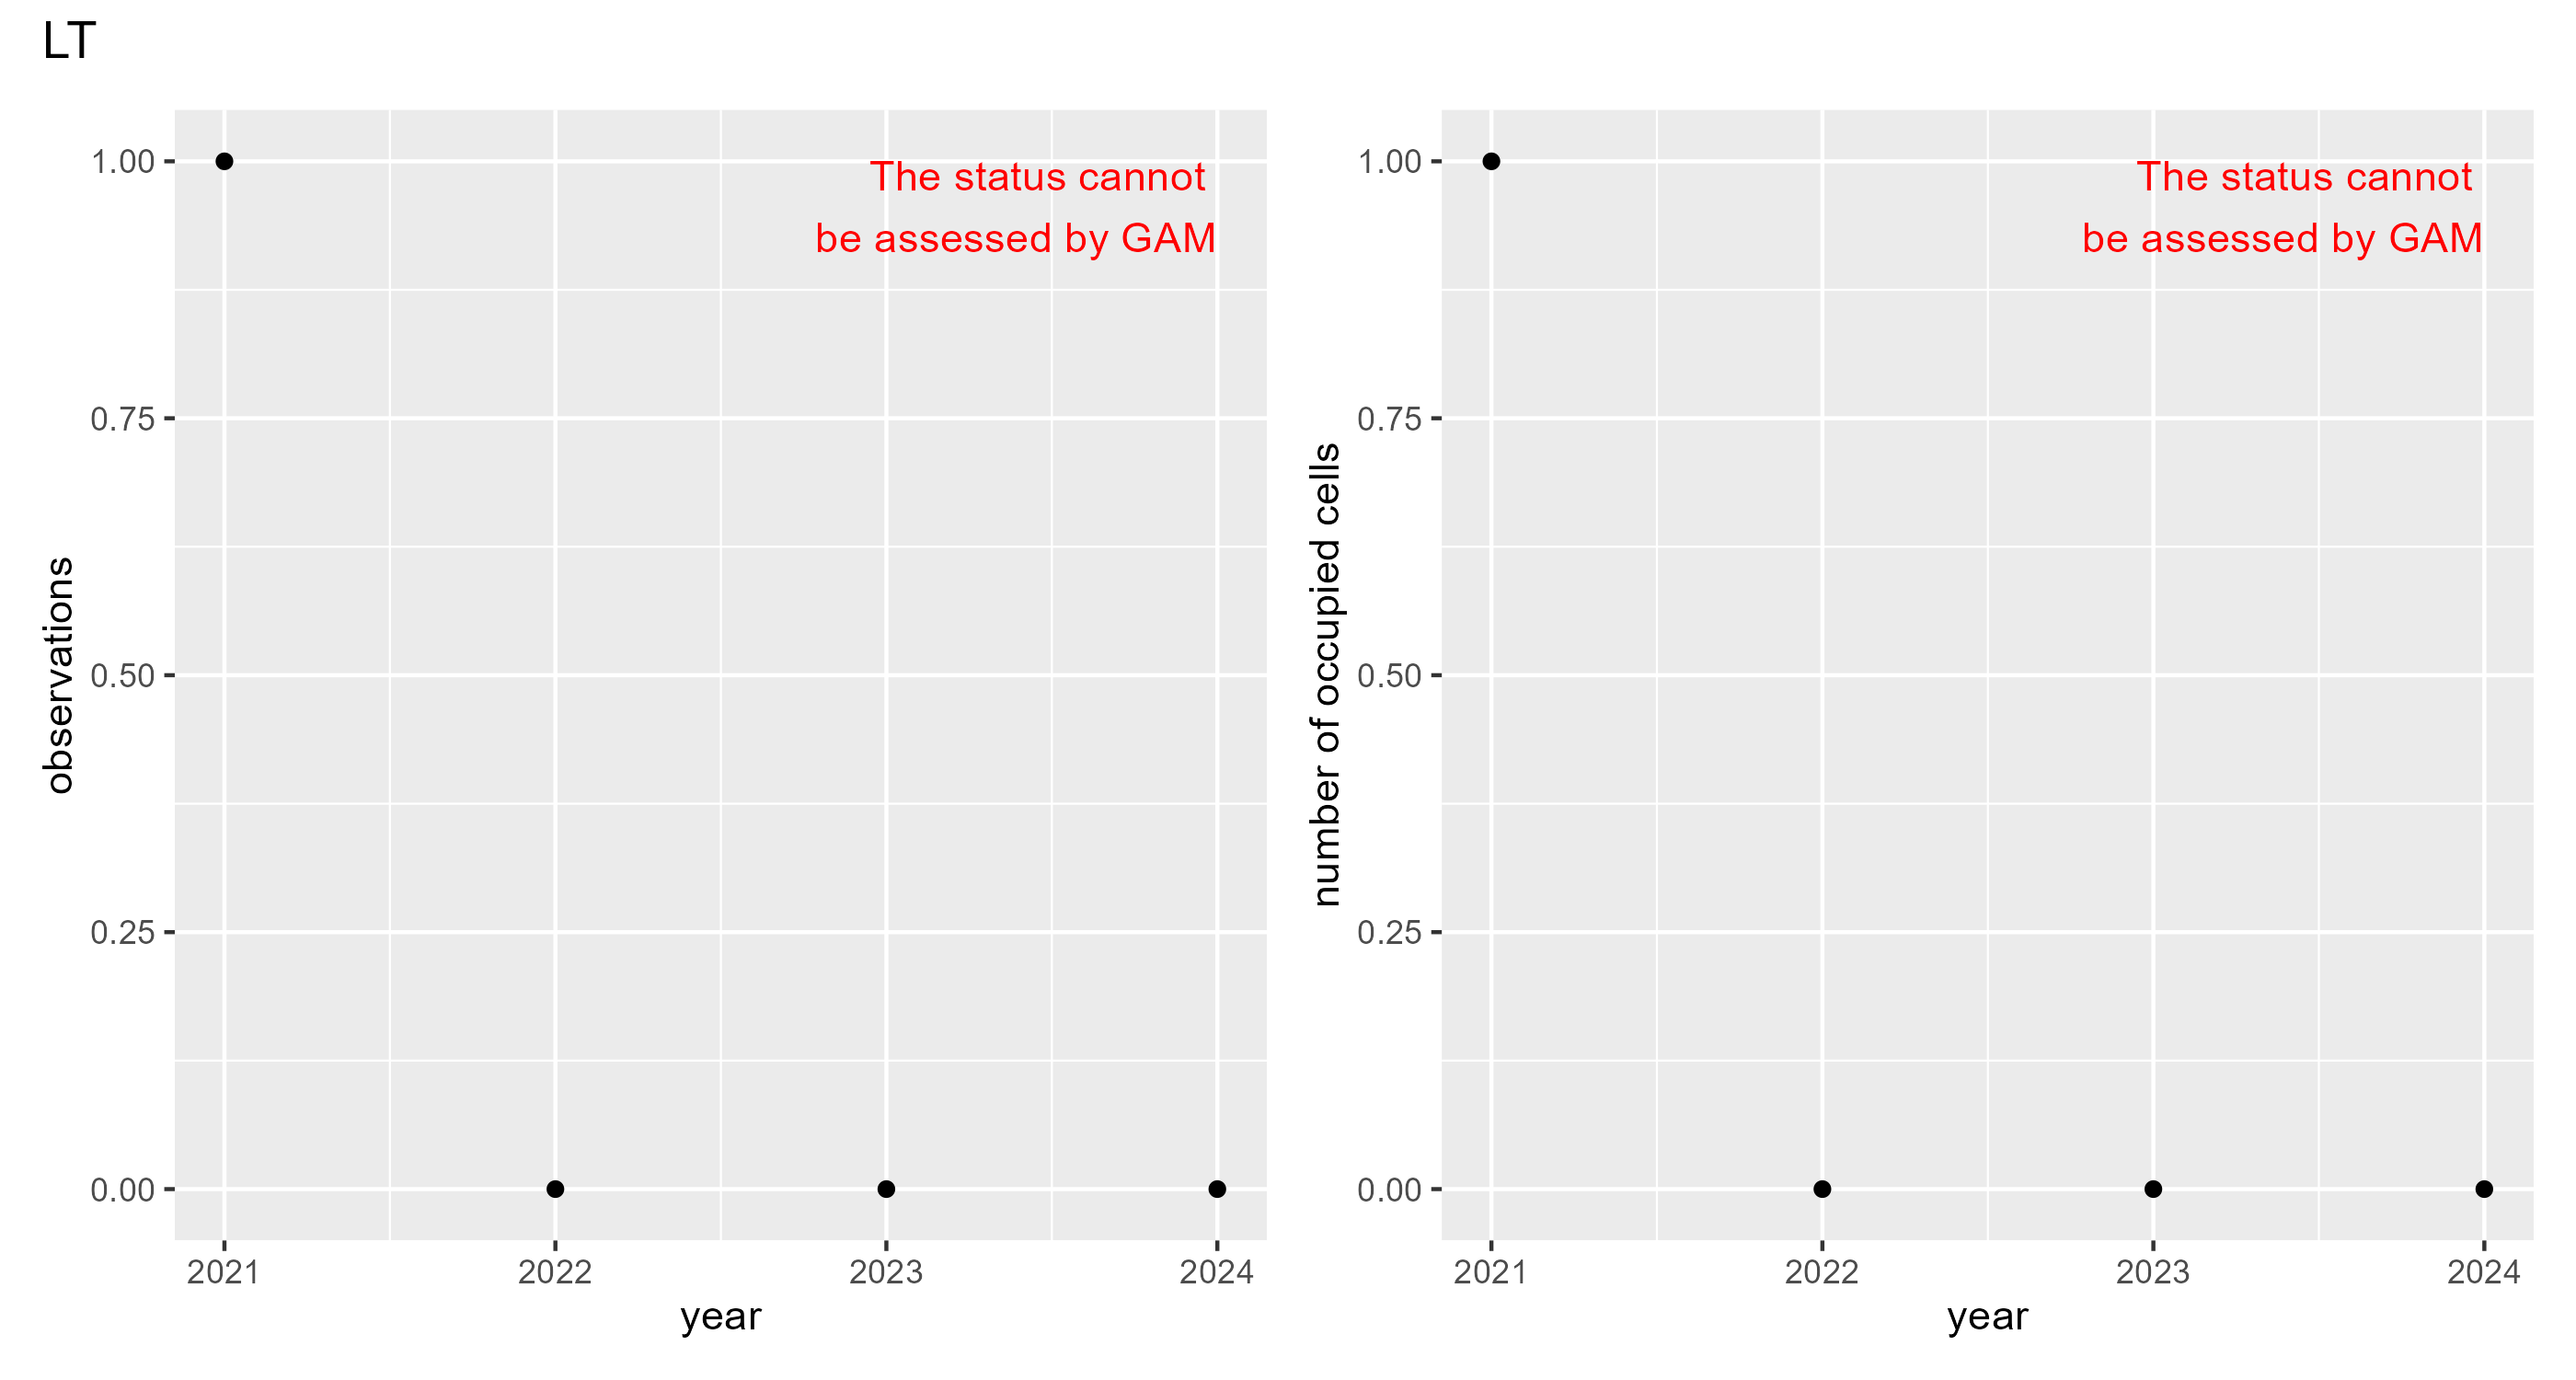 LT
The status cannot
be assessed by GAM
1.00
0.75
0.50
0.25
0.00
observations
2021
2022
2023
2024
year
The status cannot
be assessed by GAM
1.00
0.75
0.50
0.25
0.00
number of occupied cells
2021
2022
2023
2024
year